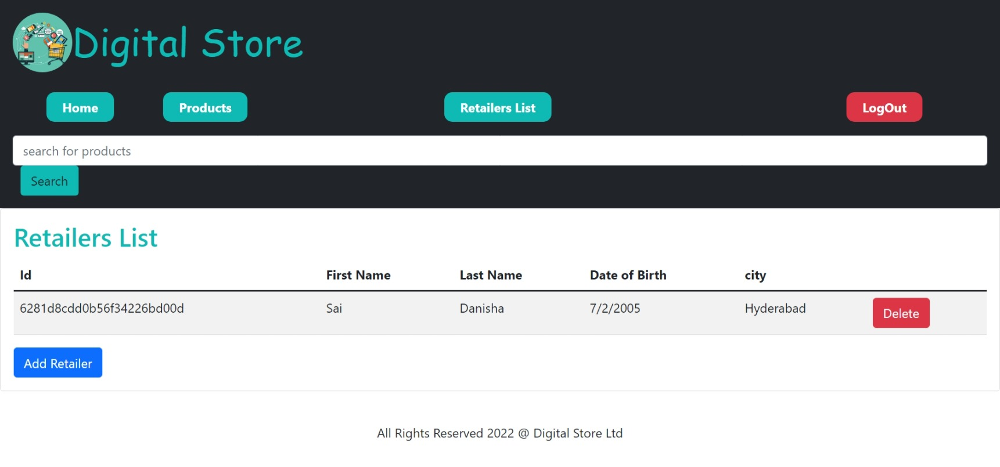 Digital Store
Home Products Retailers List LogOut
search for products
Search
Retailers List
Id First Name Last Name Date of Birth city
6281d8cdd0b56f34226bd00d Sai Danisha 7/2/2005 Hyderabad Delete
Add Retailer
All Rights Reserved 2022 @ Digital Store Ltd